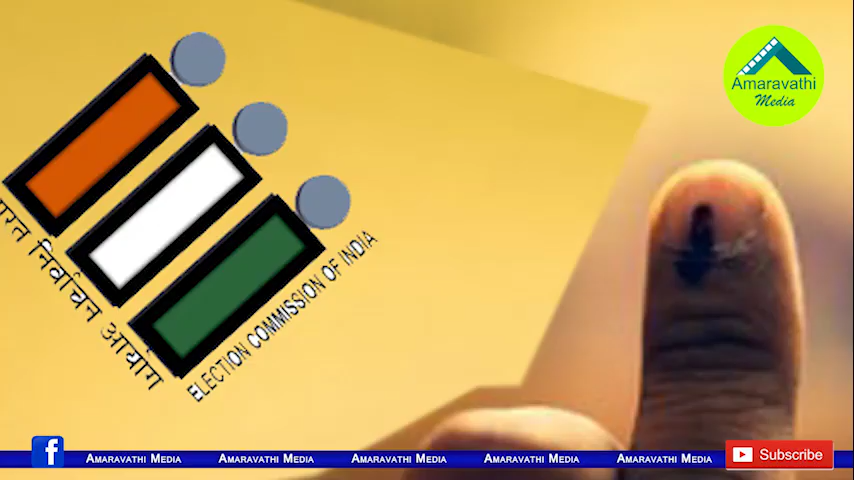 भारत निर्वाचन आयोग
ELECTION COMMISSION OF INDIA
Amaravathi
Media
f
AMARAVATHI MEDIA AMARAVATHI MEDIA AMARAVATHI MEDIA AMARAVATHI MEDIA AMARAVATHI MEDIA
Subscribe